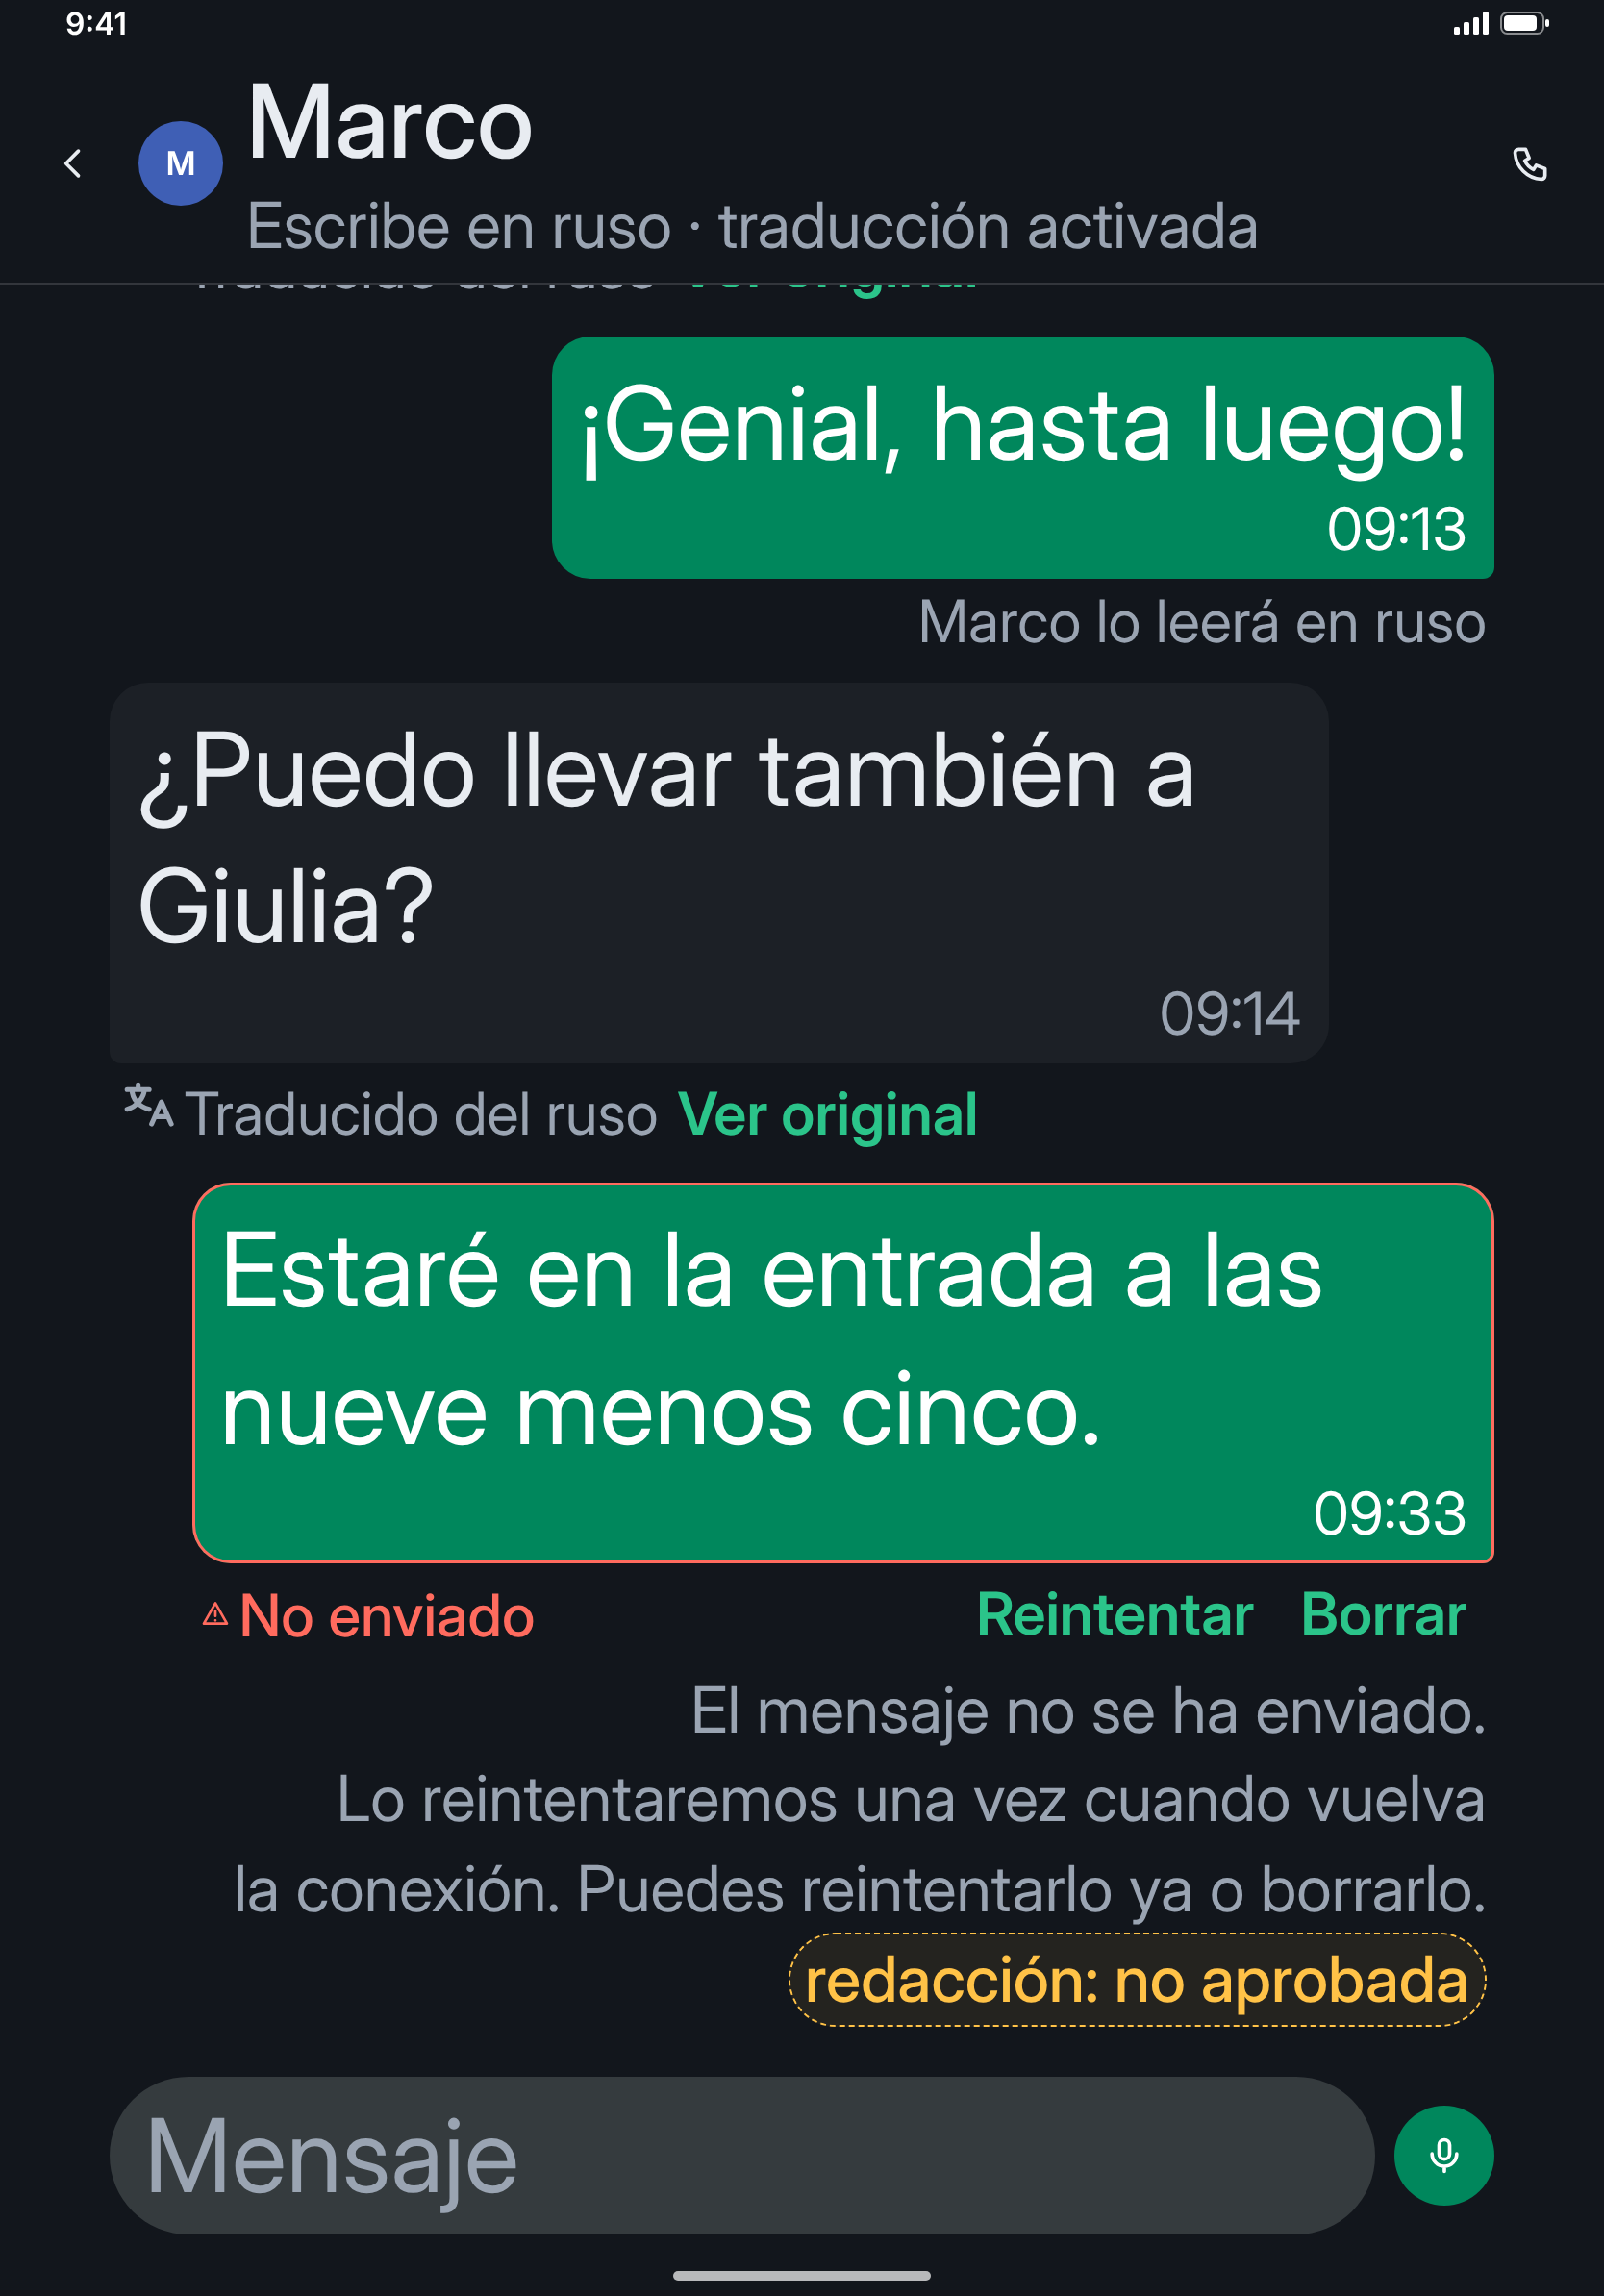 9:41
M
Marco
Escribe en ruso · traducción activada
¡Genial, hasta luego!
09:13
Marco lo leerá en ruso
¿Puedo llevar también a
Giulia?
09:14
Traducido del ruso Ver original
Estaré en la entrada a las
nueve menos cinco.
09:33
No enviado Reintentar Borrar
El mensaje no se ha enviado.
Lo reintentaremos una vez cuando vuelva
la conexión. Puedes reintentarlo ya o borrarlo.
redacción: no aprobada
Mensaje